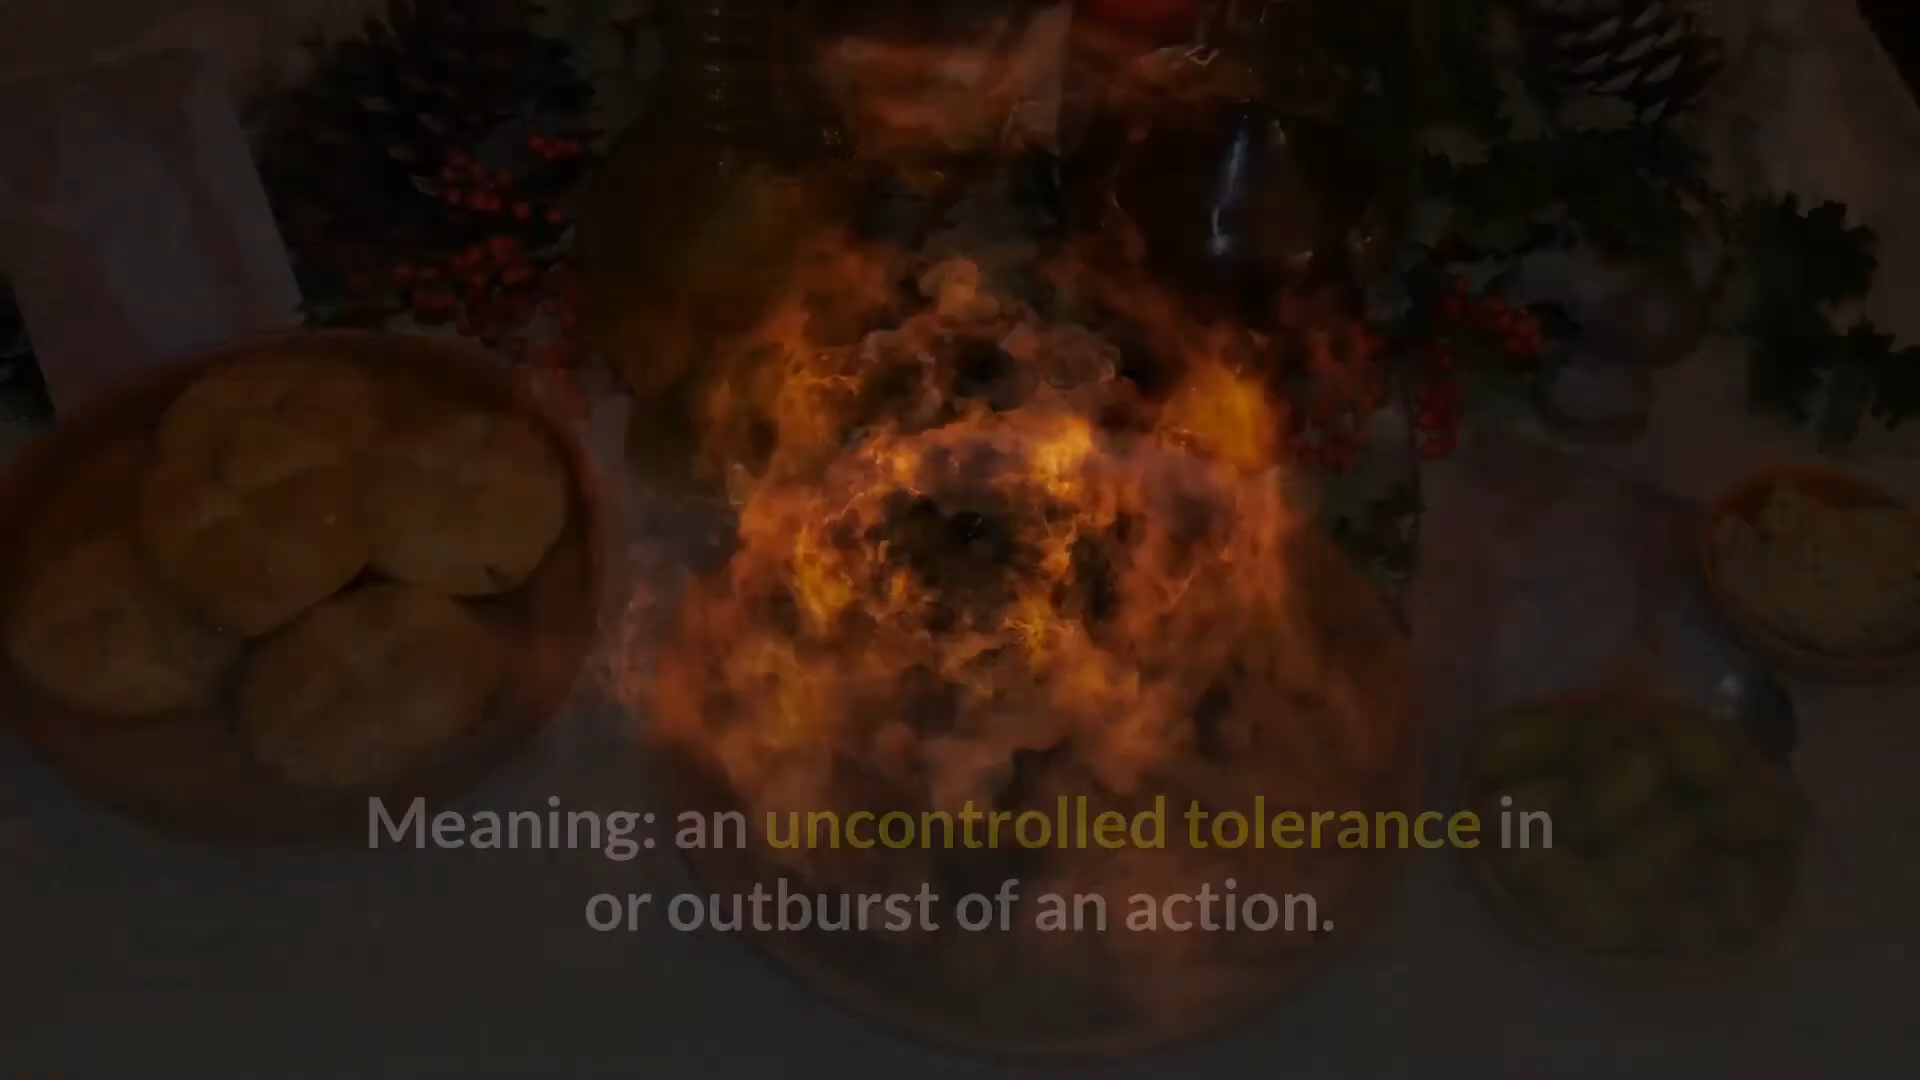 Meaning: an uncontrolled tolerance in
or outburst of an action.